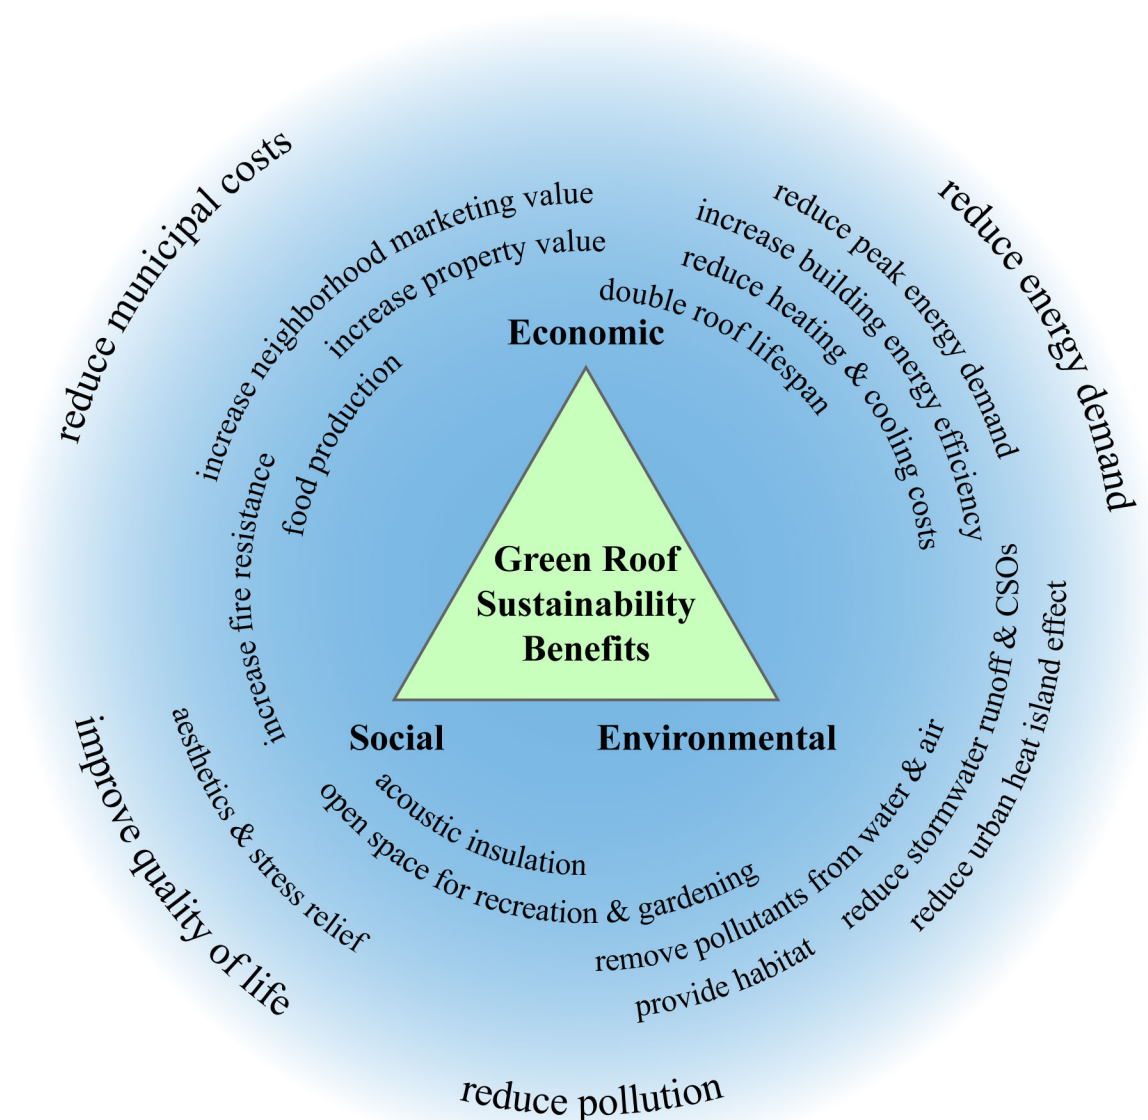 reduce municipal costs
increase neighborhood marketing value
increase property value
food production
reduce energy demand
reduce peak energy demand
increase building energy efficiency
reduce heating & cooling costs
double roof lifespan
Economic
Green Roof
Sustainability
Benefits
Social
Environmental
increase fire resistance
aesthetics & stress relief
improve quality of life
acoustic insulation
open space for recreation & gardening
remove pollutants from water & air
provide habitat
reduce stormwater runoff & CSOs
reduce urban heat island effect
reduce pollution